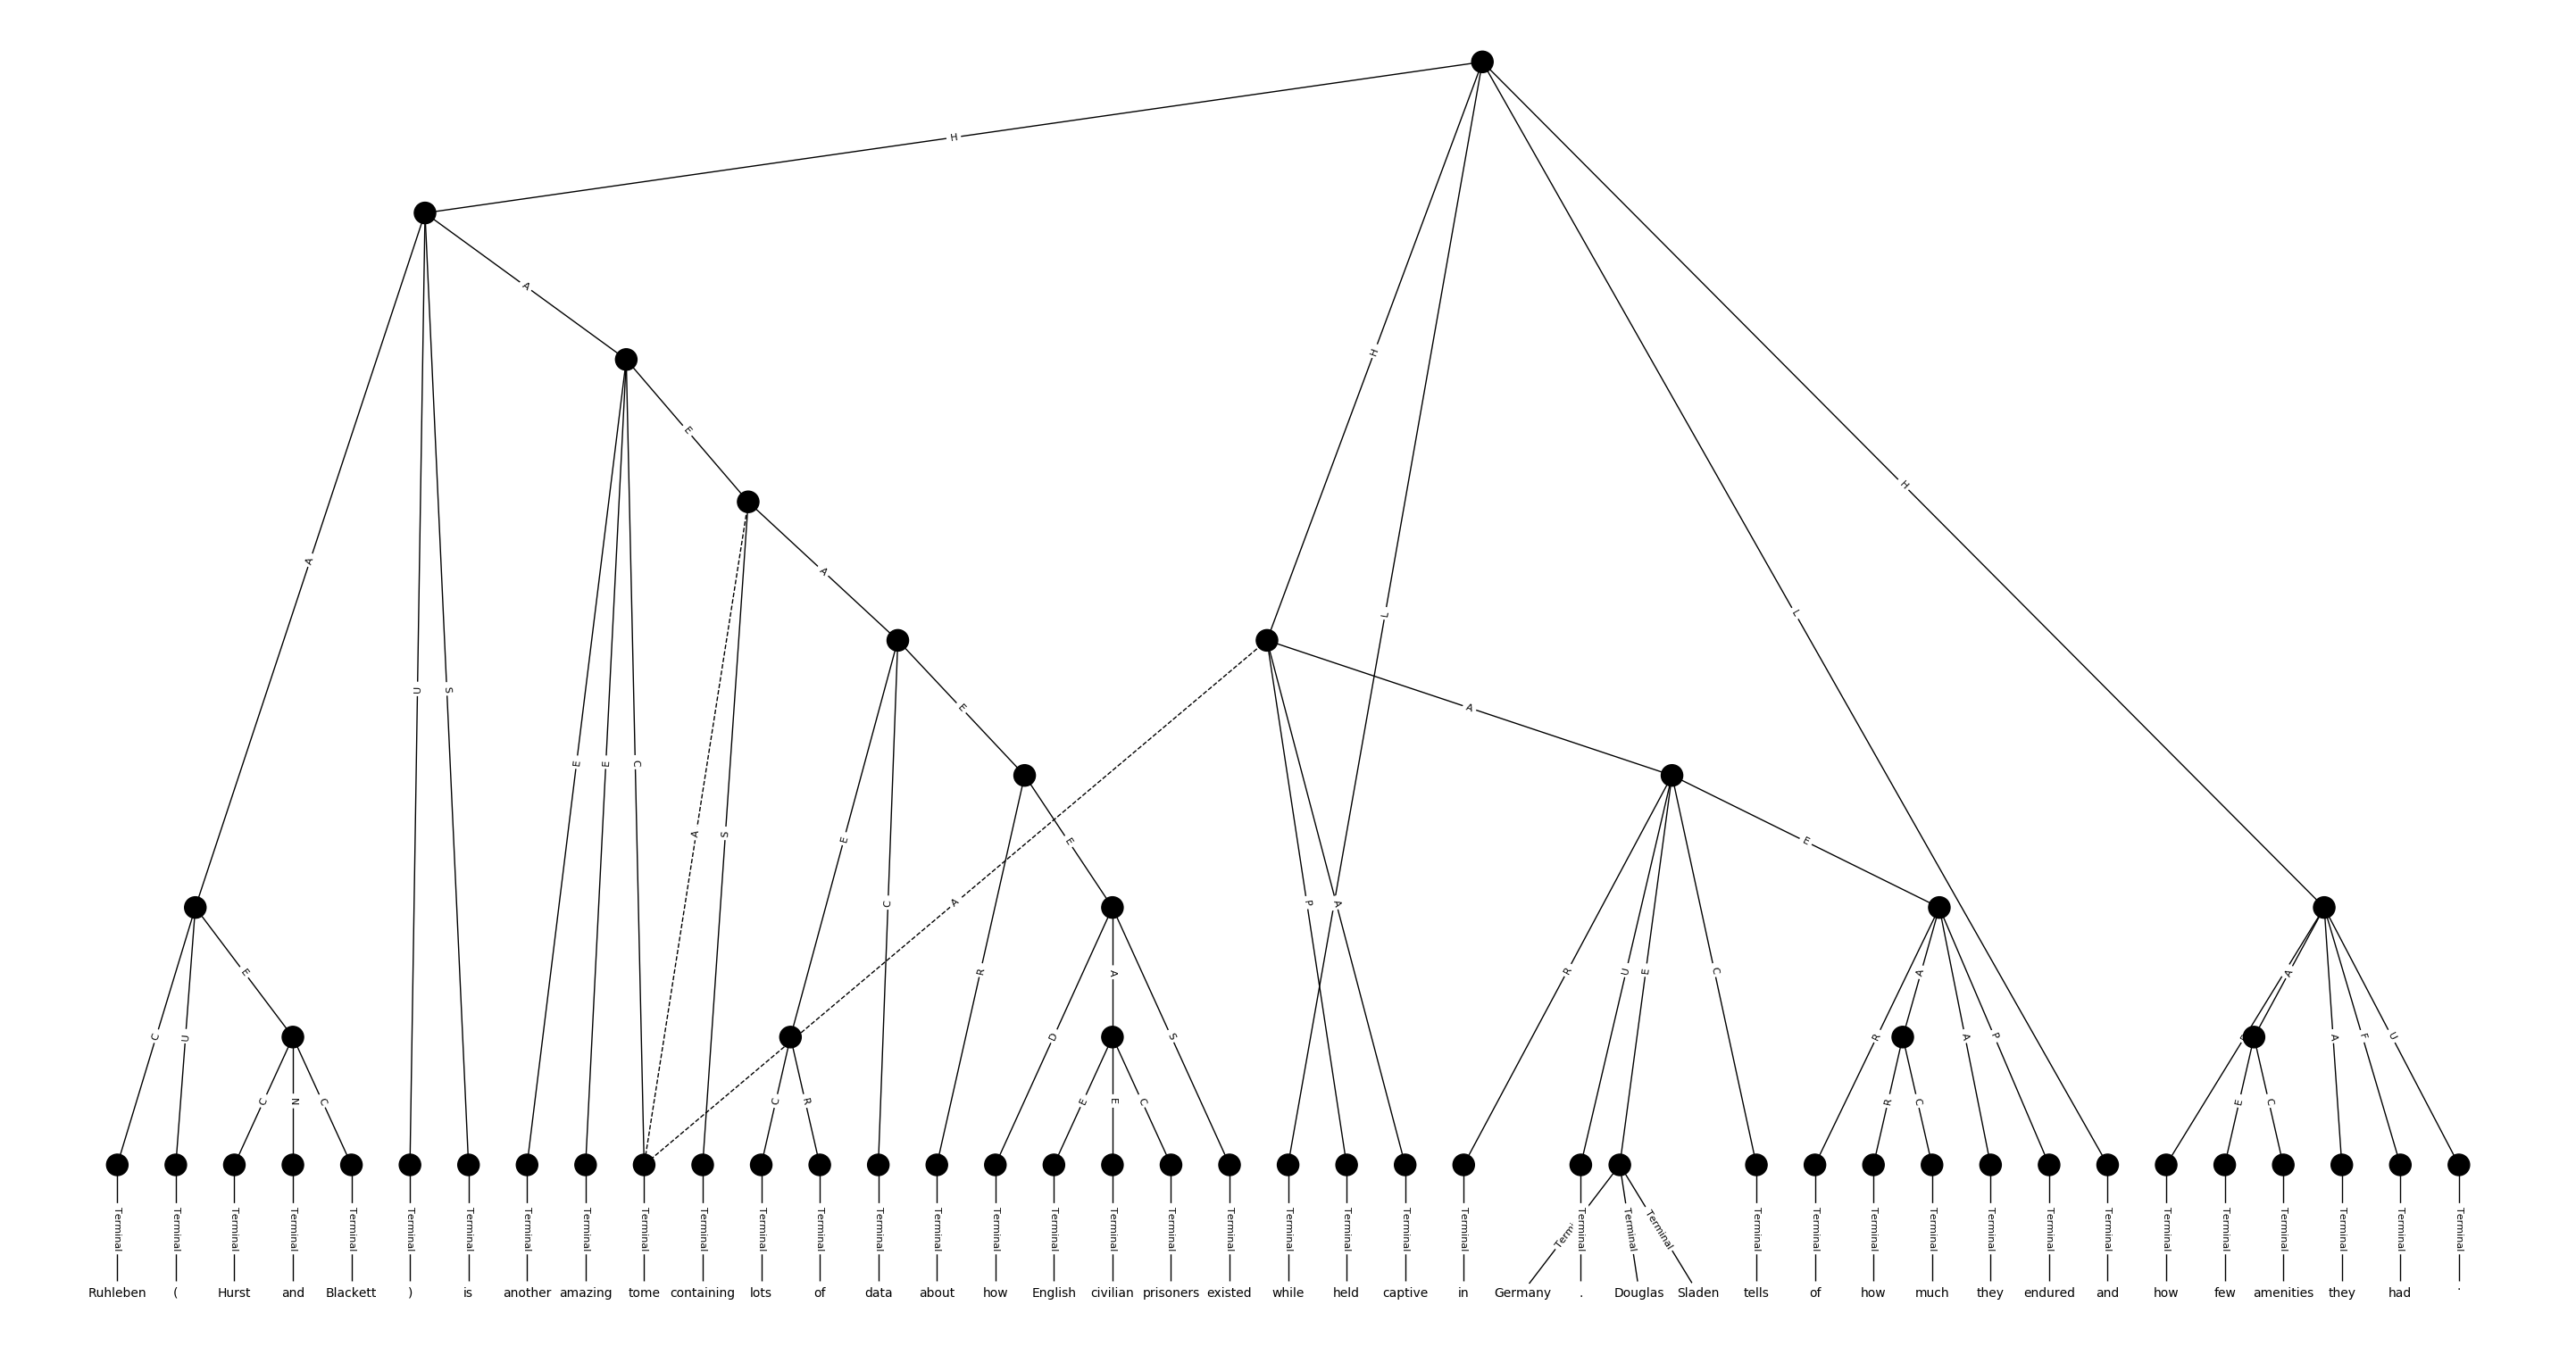 H
A
H
E
A
H
A
L
L
U
S
E
A
E
E
C
A
S
E
E
E
A
C
A
P
A
E
C
U
E
R
D
A
S
R
U
E
C
R
A
A
P
A
A
F
U
C
N
C
C
R
E
E
C
R
C
E
C
Terminal Terminal Terminal Terminal Terminal Terminal Terminal Terminal Terminal Terminal Terminal Terminal Terminal Terminal Terminal Terminal Terminal Terminal Terminal Terminal Terminal Terminal Terminal Terminal Terminal Terminal Terminal Terminal Terminal Terminal Terminal Terminal Terminal Terminal Terminal Terminal Terminal Terminal Terminal
Ruhleben ( Hurst and Blackett ) is another amazing tome containing lots of data about how English civilian prisoners existed while held captive in Germany . Douglas Sladen tells of how much they endured and how few amenities they had .